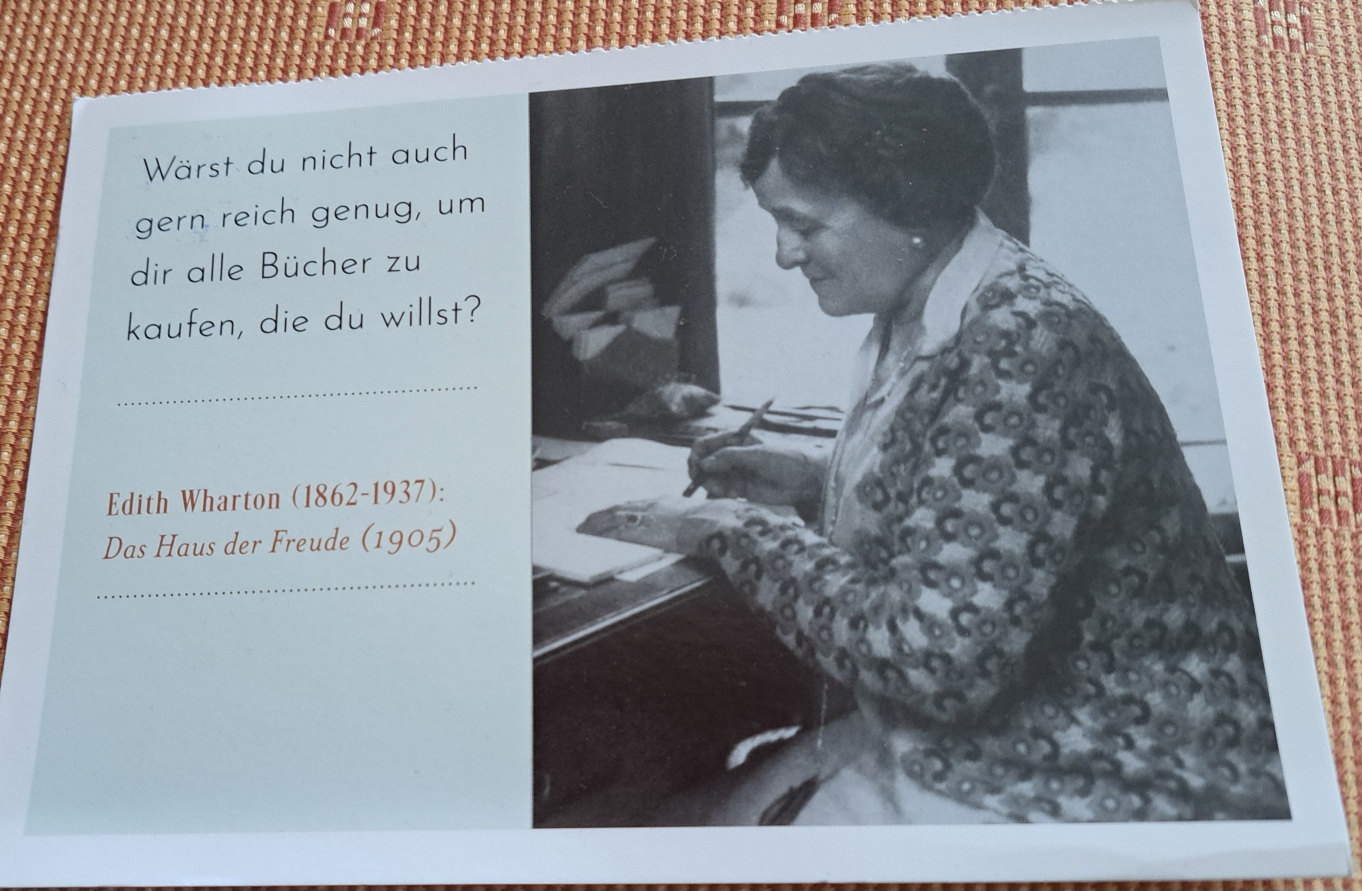 Wärst du nicht auch
gern reich genug, um
dir alle Bücher zu
kaufen, die du willst?
Edith Wharton (1862-1937):
Das Haus der Freude (1905)